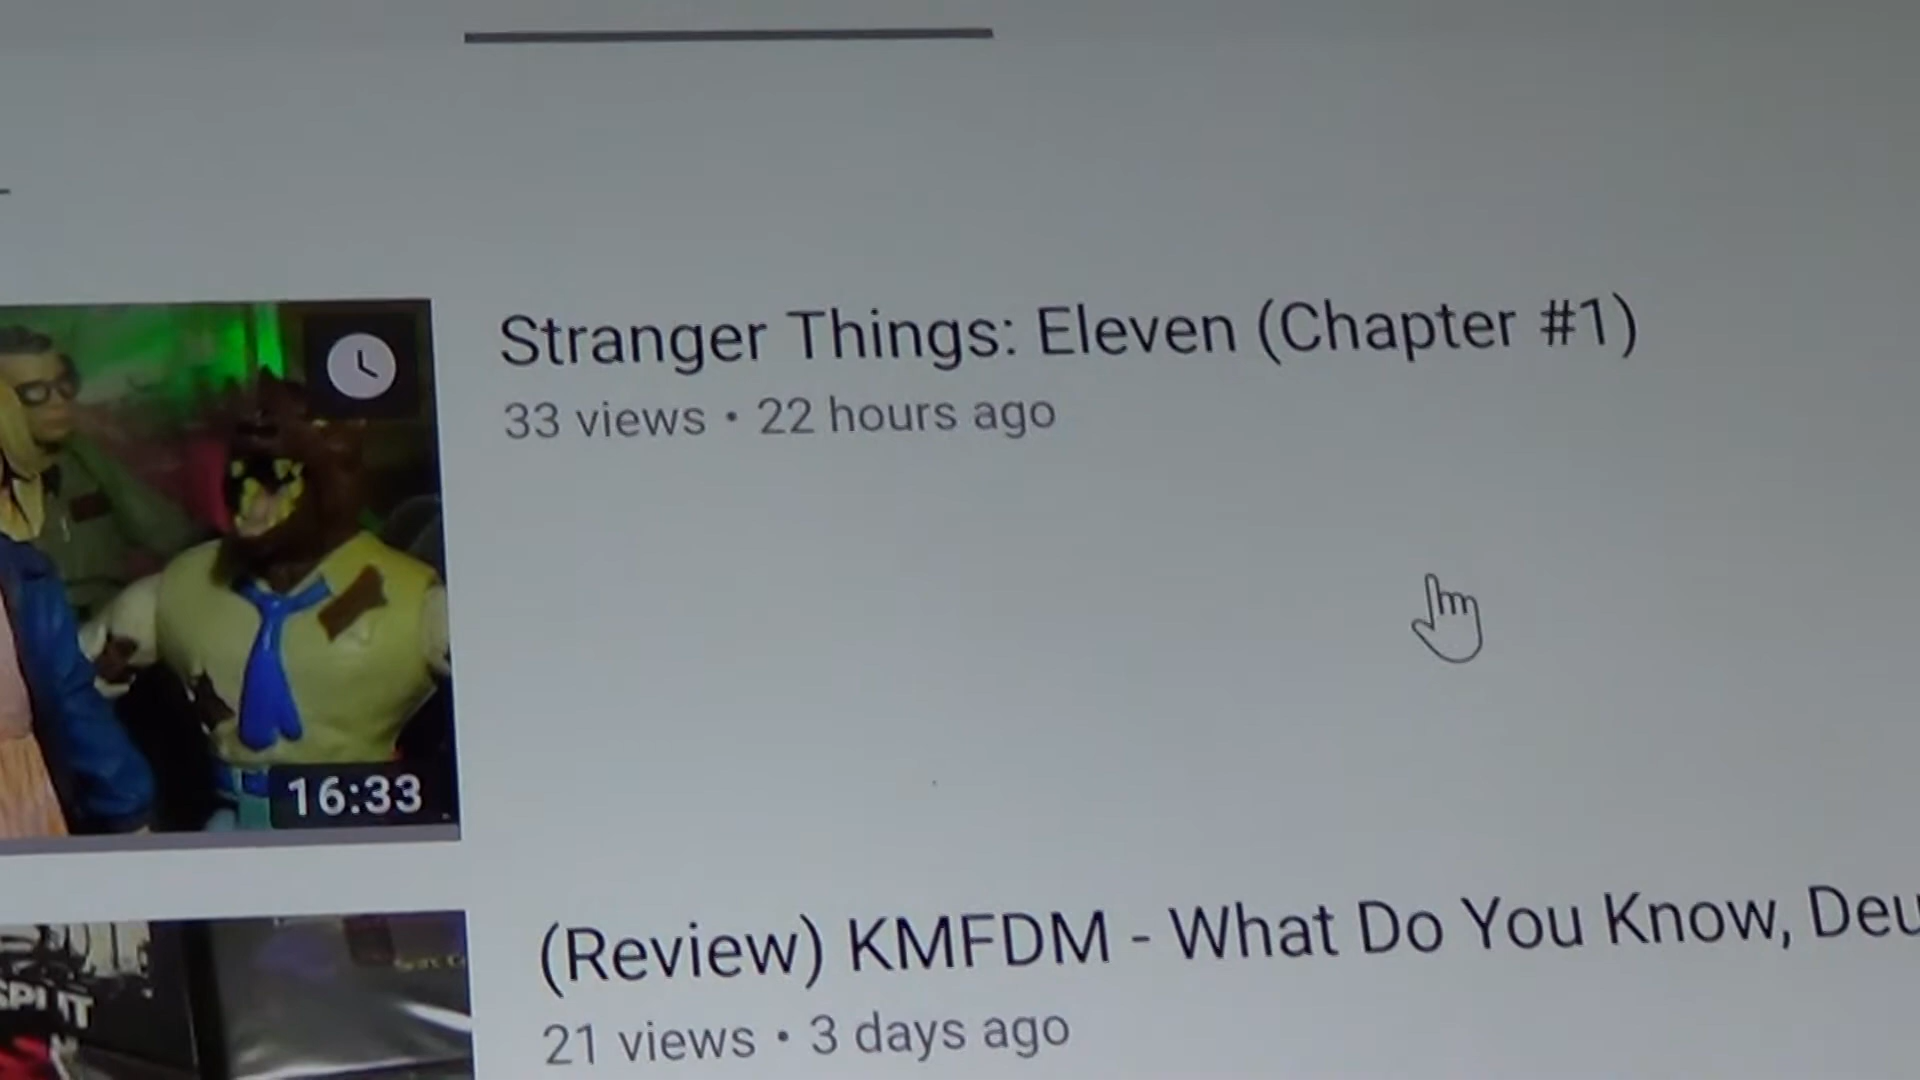 Stranger Things: Eleven (Chapter #1)
33 views • 22 hours ago
16:33
(Review) KMFDM - What Do You Know, Deu
21 views • 3 days ago
SPLIT